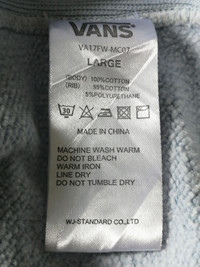 VANS
VA17FW-MC07
LARGE
(BODY) 100%COTTON
(RIB) 95%COTTON
5%POLYURETHANE
30
MADE IN CHINA
MACHINE WASH WARM
DO NOT BLEACH
WARM IRON
LINE DRY
DO NOT TUMBLE DRY
WJ-STANDARD CO.,LTD